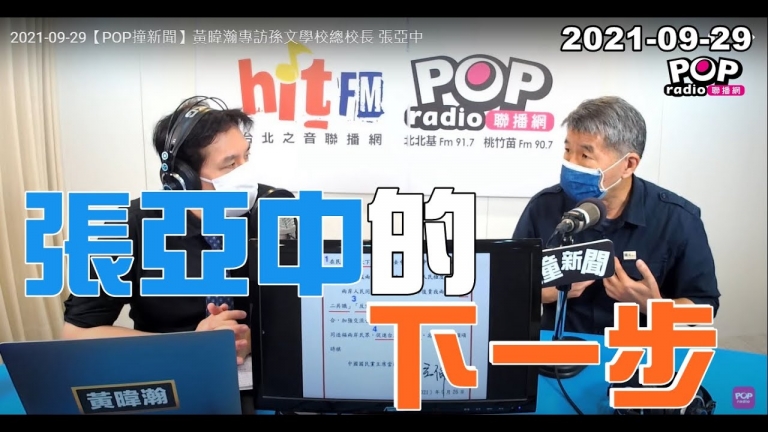 2021-09-29【POP撞新聞】黃暐瀚專訪孫文學校總校長 張亞中
2021-09-29
POP
radio 聯播網
hit FM
台北之音聯播網
POP
radio 聯播網
北北基 Fm 91.7 桃竹苗 Fm 90.7
張亞中的
下一步
撞新聞
黃暐瀚
POP
radio